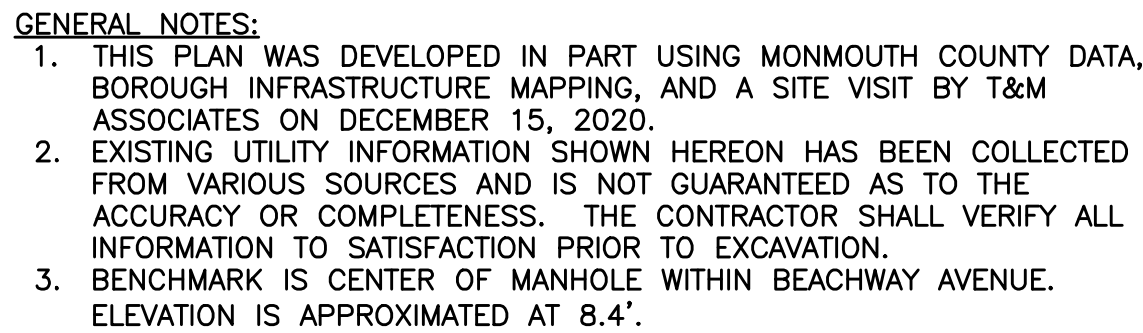 GENERAL NOTES:
1. THIS PLAN WAS DEVELOPED IN PART USING MONMOUTH COUNTY DATA,
BOROUGH INFRASTRUCTURE MAPPING, AND A SITE VISIT BY T&M
ASSOCIATES ON DECEMBER 15, 2020.
2. EXISTING UTILITY INFORMATION SHOWN HEREON HAS BEEN COLLECTED
FROM VARIOUS SOURCES AND IS NOT GUARANTEED AS TO THE
ACCURACY OR COMPLETENESS. THE CONTRACTOR SHALL VERIFY ALL
INFORMATION TO SATISFACTION PRIOR TO EXCAVATION.
3. BENCHMARK IS CENTER OF MANHOLE WITHIN BEACHWAY AVENUE.
ELEVATION IS APPROXIMATED AT 8.4'.